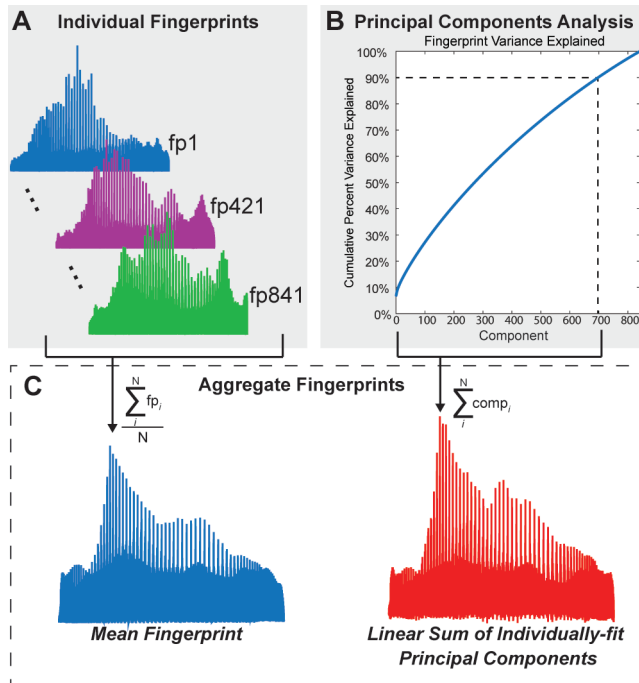 A Individual Fingerprints
fp1
fp421
fp841
B Principal Components Analysis
Fingerprint Variance Explained
Cumulative Percent Variance Explained
100%
90%
80%
70%
60%
50%
40%
30%
20%
10%
0%
0 100 200 300 400 500 600 700 800
Component
C Aggregate Fingerprints
N
∑ fpi
i
N
N
∑ compi
i
Mean Fingerprint
Linear Sum of Individually-fit
Principal Components